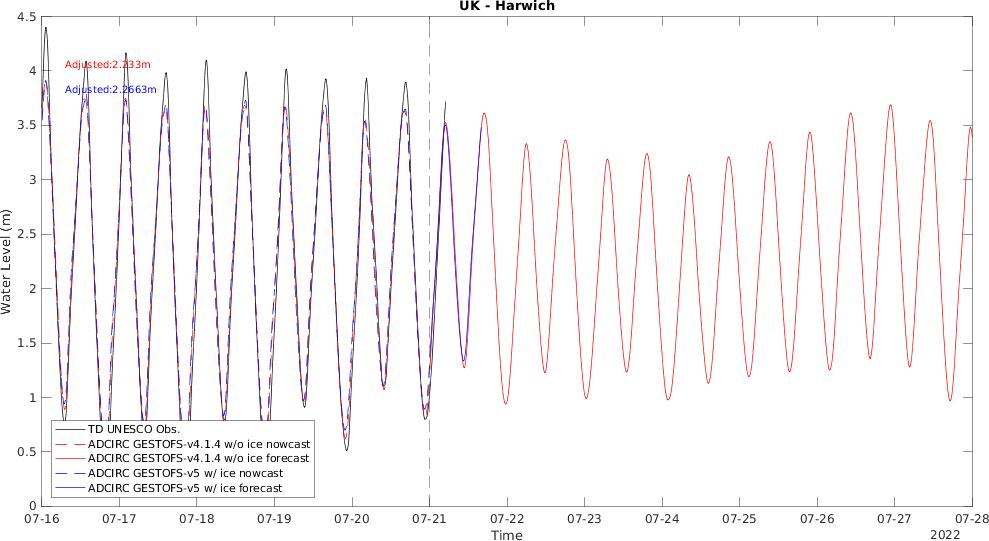 UK - Harwich
4.5
4
3.5
3
2.5
2
1.5
1
0.5
0
Water Level (m)
Adjusted:2.233m
Adjusted:2.2663m
TD UNESCO Obs.
ADCIRC GESTOFS-v4.1.4 w/o ice nowcast
ADCIRC GESTOFS-v4.1.4 w/o ice forecast
ADCIRC GESTOFS-v5 w/ ice nowcast
ADCIRC GESTOFS-v5 w/ ice forecast
07-16 07-17 07-18 07-19 07-20 07-21 07-22 07-23 07-24 07-25 07-26 07-27 07-28
Time
2022